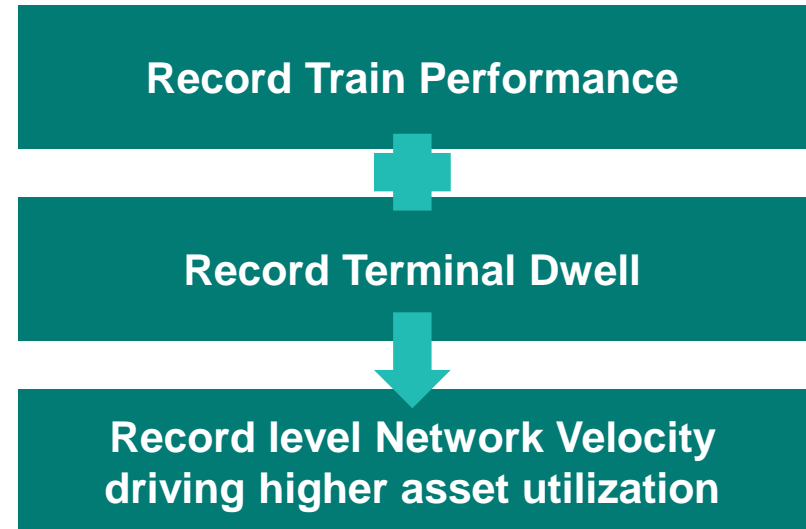 Record Train Performance
Record Terminal Dwell
Record level Network Velocity
driving higher asset utilization